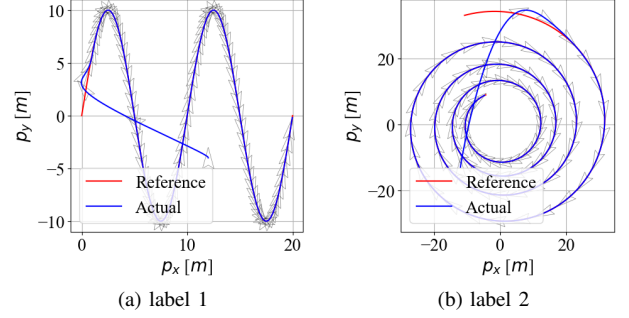 10
5
0
−5
−10
p_y [m]
Reference
Actual
0
10
20
p_x [m]
(a) label 1
20
0
−20
p_y [m]
Reference
Actual
−20
0
20
p_x [m]
(b) label 2